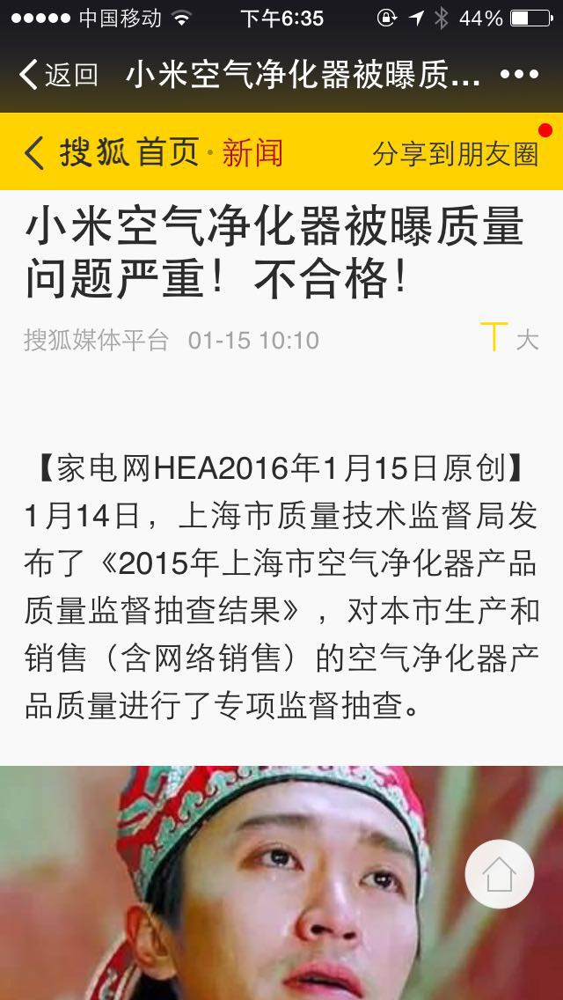 中国移动 下午6:35 44%
返回 小米空气净化器被曝质...
搜狐首页·新闻 分享到朋友圈
小米空气净化器被曝质量
问题严重！不合格！
搜狐媒体平台 01-15 10:10 大
【家电网HEA2016年1月15日原创】
1月14日，上海市质量技术监督局发
布了《2015年上海市空气净化器产品
质量监督抽查结果》，对本市生产和
销售（含网络销售）的空气净化器产
品质量进行了专项监督抽查。